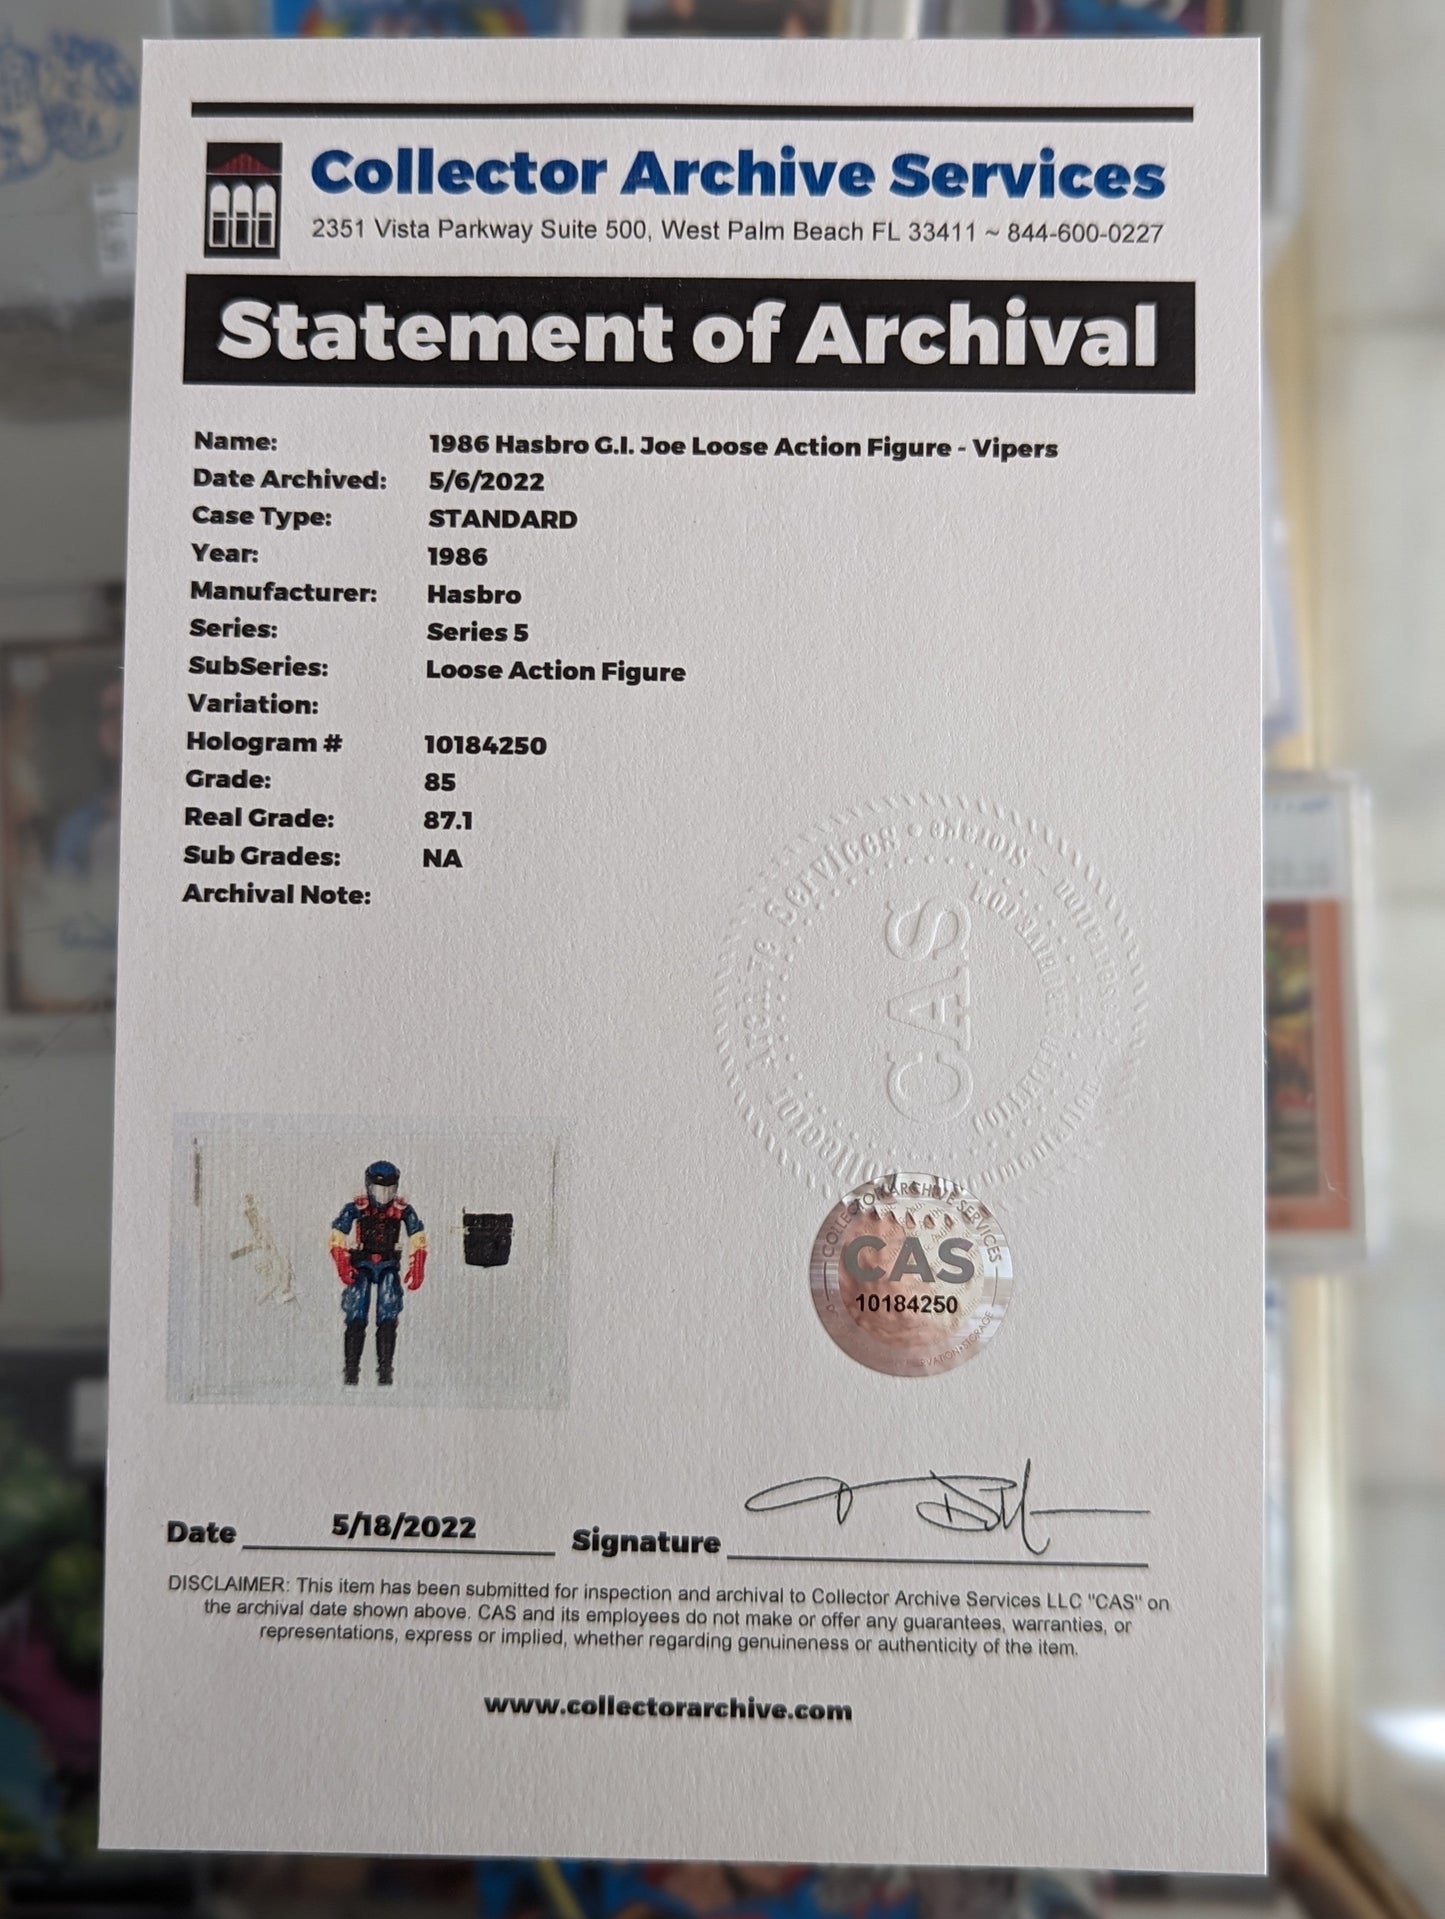 Collector Archive Services
2351 Vista Parkway Suite 500, West Palm Beach FL 33411 ~ 844-600-0227
Statement of Archival
Name: 1986 Hasbro G.I. Joe Loose Action Figure - Vipers
Date Archived: 5/6/2022
Case Type: STANDARD
Year: 1986
Manufacturer: Hasbro
Series: Series 5
SubSeries: Loose Action Figure
Variation:
Hologram # 10184250
Grade: 85
Real Grade: 87.1
Sub Grades: NA
Archival Note:
CAS
COLLECTOR ARCHIVE SERVICES
CAS
10184250
Date 5/18/2022 Signature
DISCLAIMER: This item has been submitted for inspection and archival to Collector Archive Services LLC "CAS" on
the archival date shown above. CAS and its employees do not make or offer any guarantees, warranties, or
representations, express or implied, whether regarding genuineness or authenticity of the item.
www.collectorarchive.com